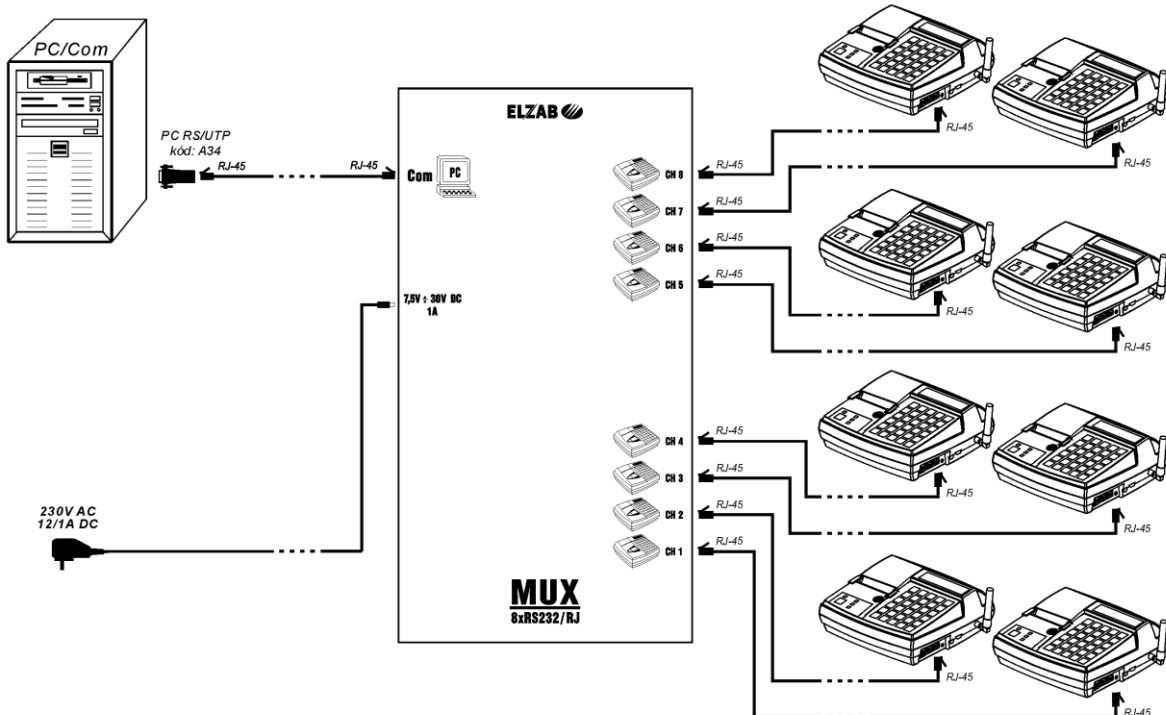 PC/Com
PC RS/UTP
kód: A34
RJ-45
RJ-45
ELZAB
Com
PC
7,5V ÷ 30V DC
1A
230V AC
12/1A DC
CH 8
RJ-45
RJ-45
CH 7
RJ-45
RJ-45
CH 6
RJ-45
RJ-45
CH 5
RJ-45
RJ-45
CH 4
RJ-45
RJ-45
CH 3
RJ-45
RJ-45
CH 2
RJ-45
RJ-45
CH 1
RJ-45
RJ-45
MUX
8xRS232/RJ